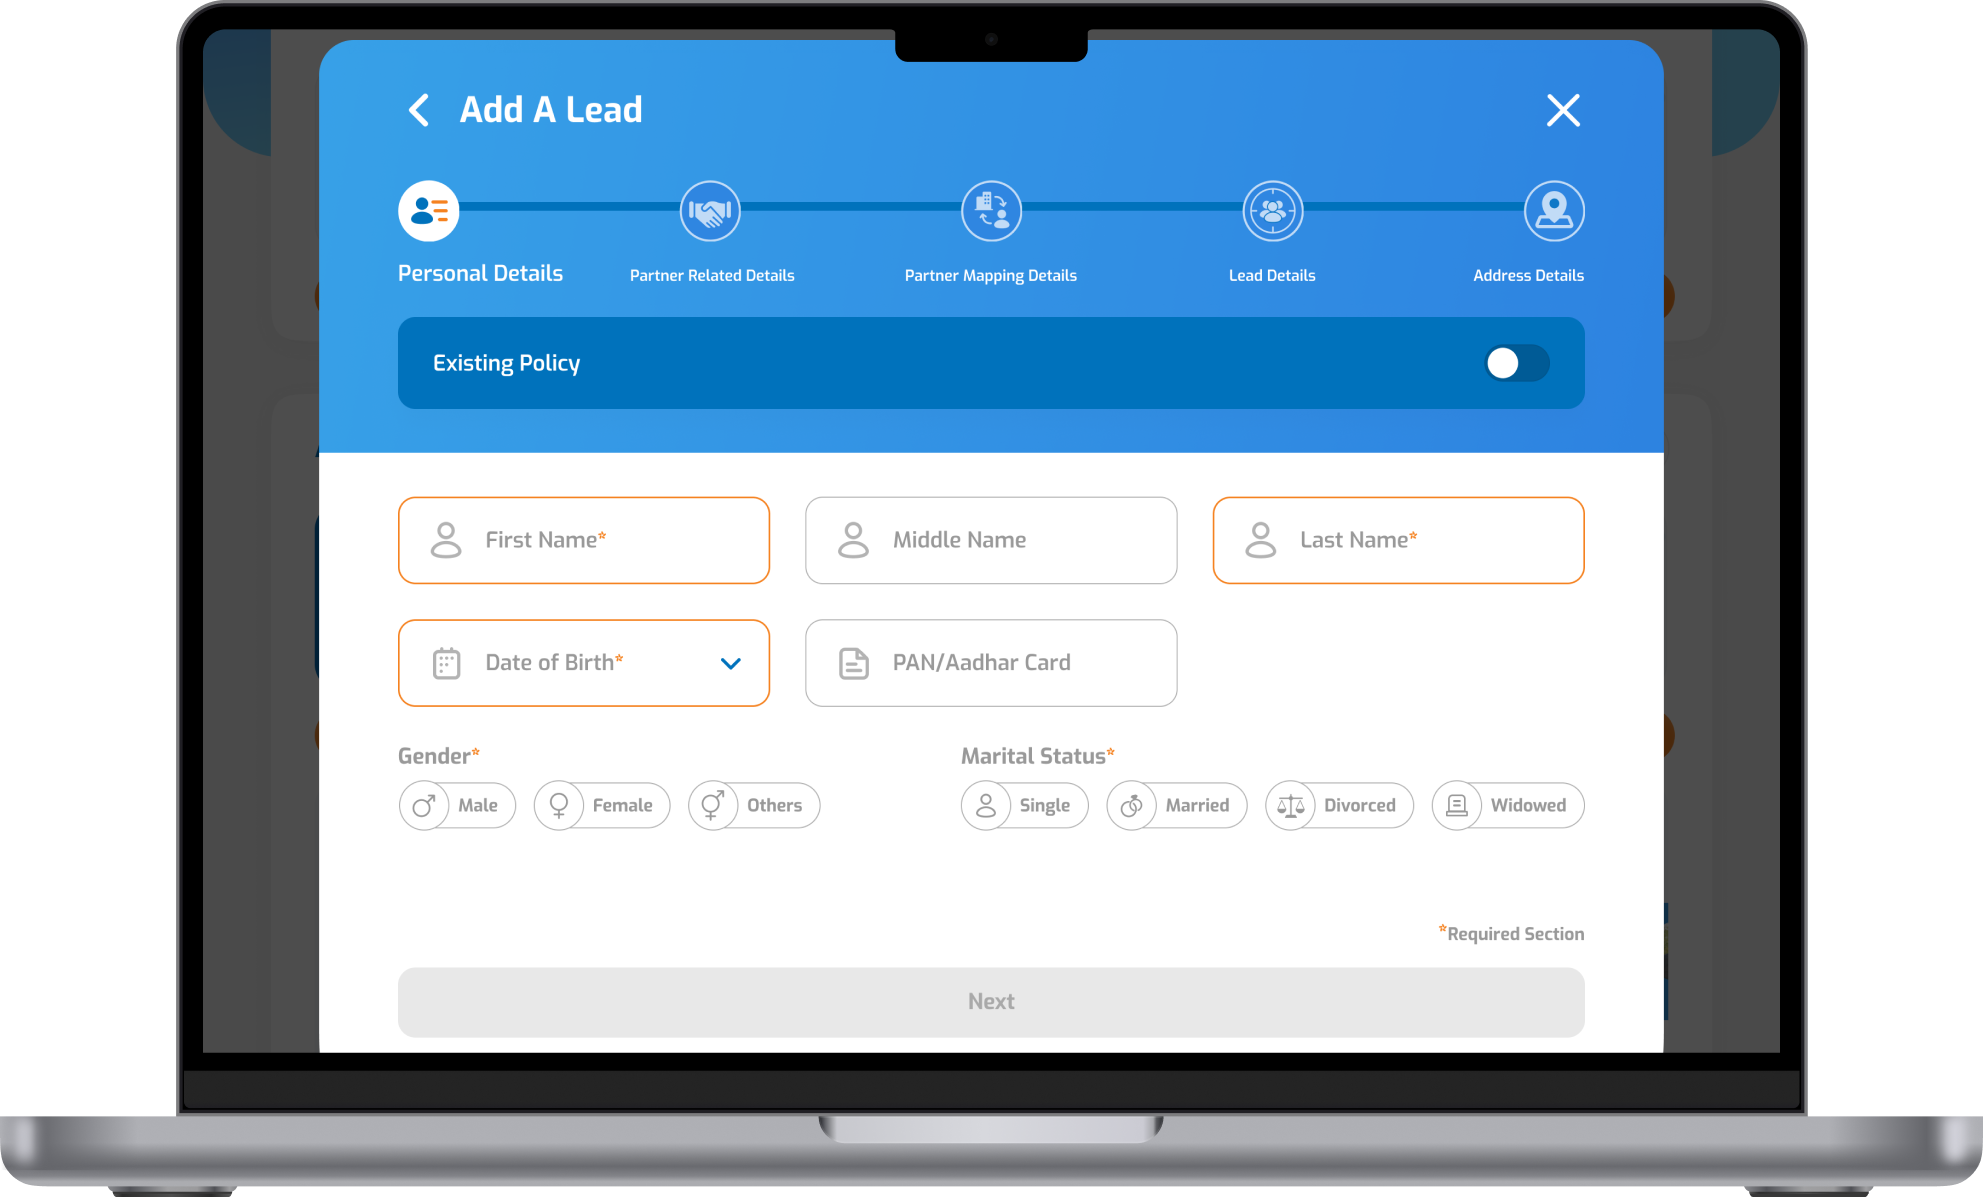 Add A Lead
Personal Details
Partner Related Details
Partner Mapping Details
Lead Details
Address Details
Existing Policy
First Name*
Middle Name
Last Name*
Date of Birth*
PAN/Aadhar Card
Gender*
Marital Status*
Male
Female
Others
Single
Married
Divorced
Widowed
*Required Section
Next